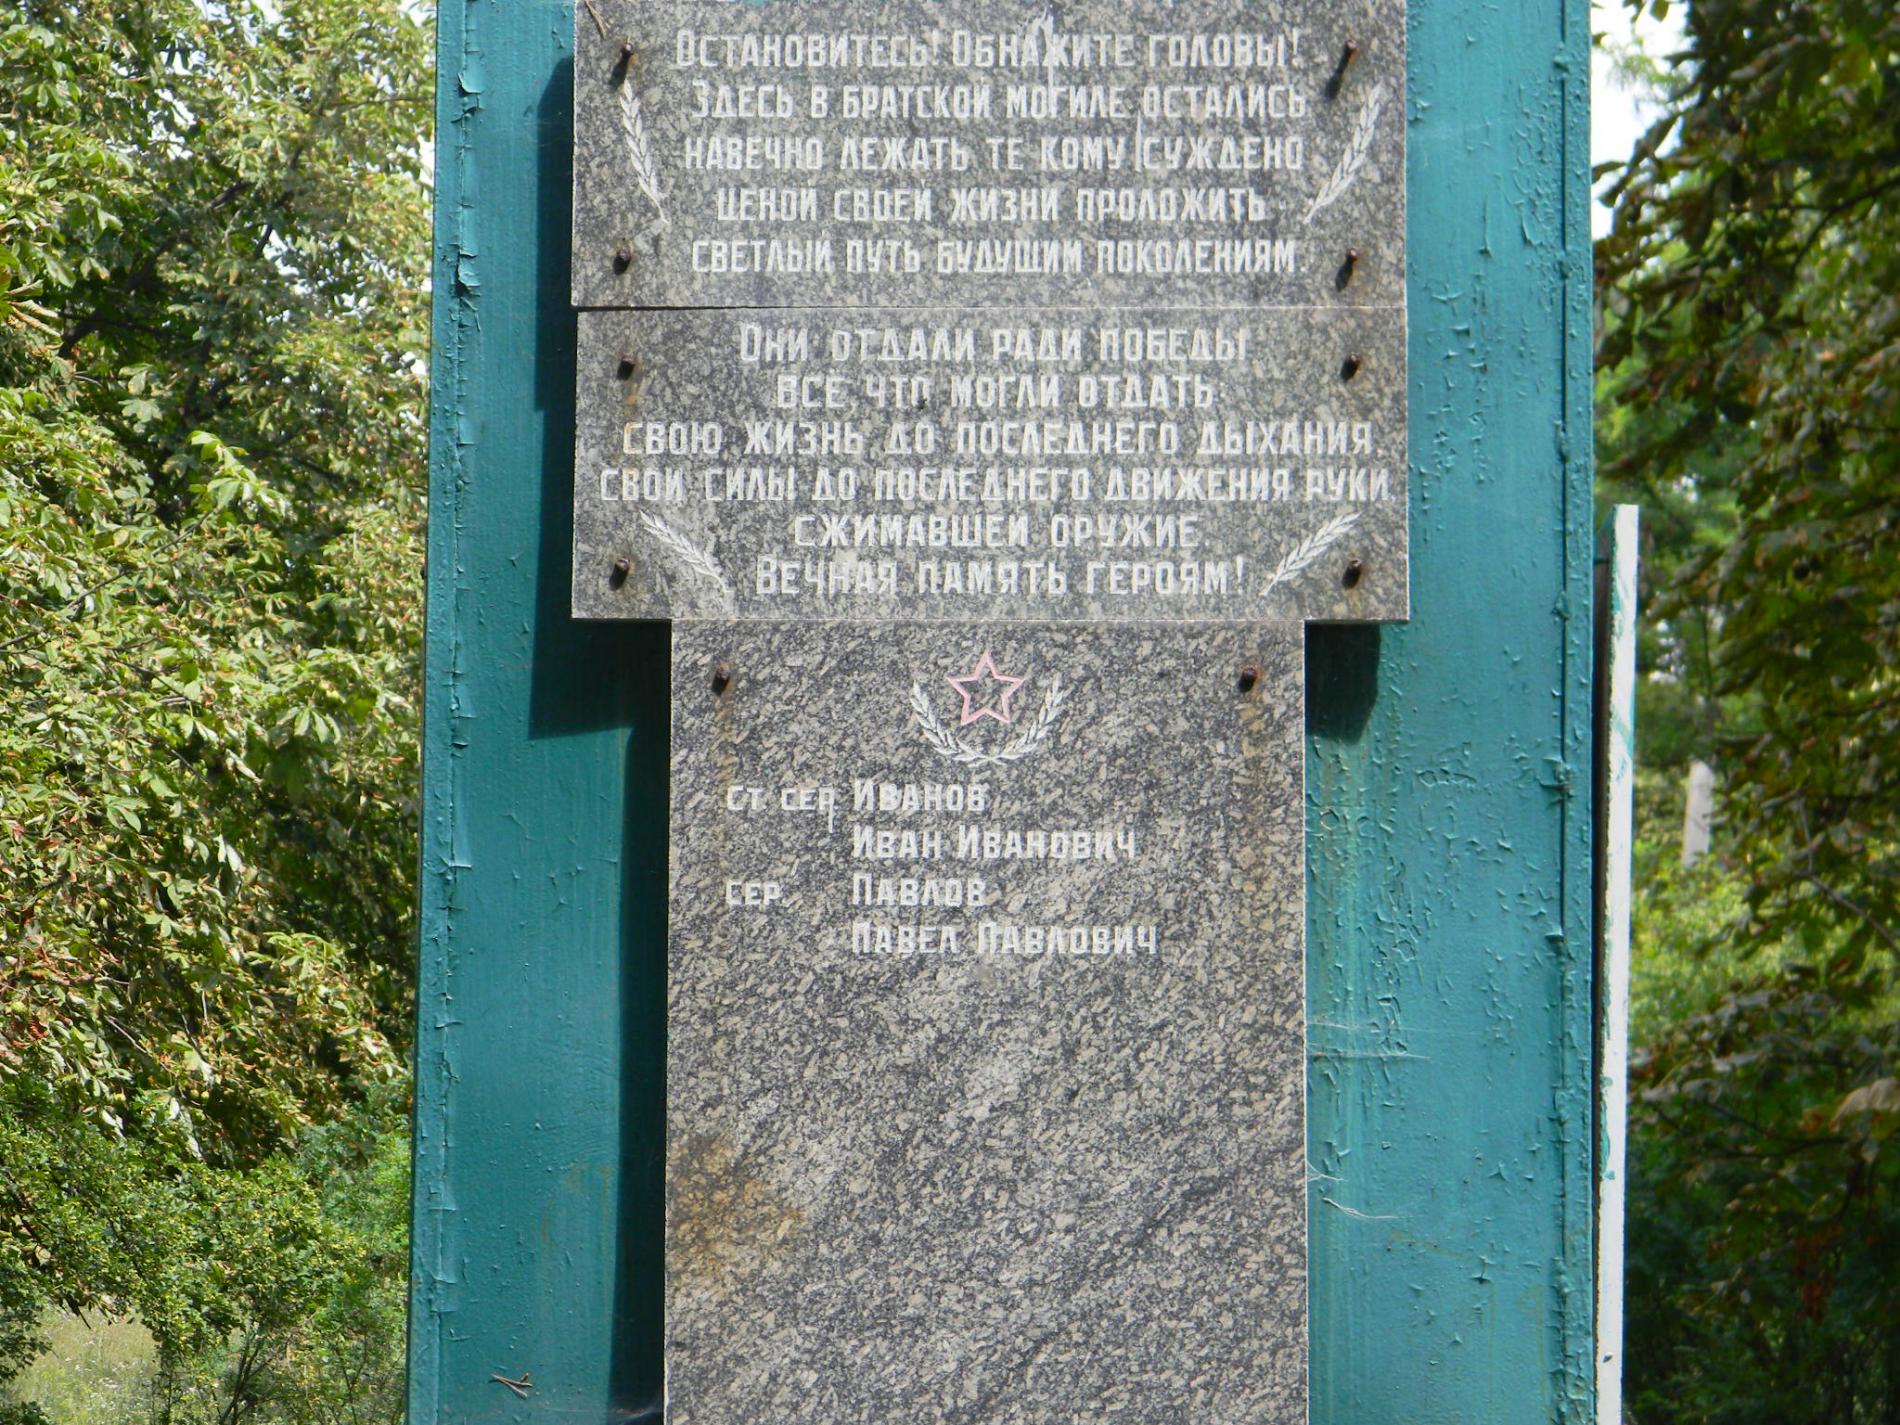 Остановитесь! Обнажите головы!
Здесь в братской могиле остались
навечно лежать те кому суждено
ценой своей жизни проложить
светлый путь будущим поколениям.
Они отдали ради победы
все, что могли отдать
свою жизнь до последнего дыхания,
свои силы до последнего движения руки,
сжимавшей оружие.
Вечная память героям!
ст сер Иванов
Иван Иванович
сер. Павлов
Павел Павлович